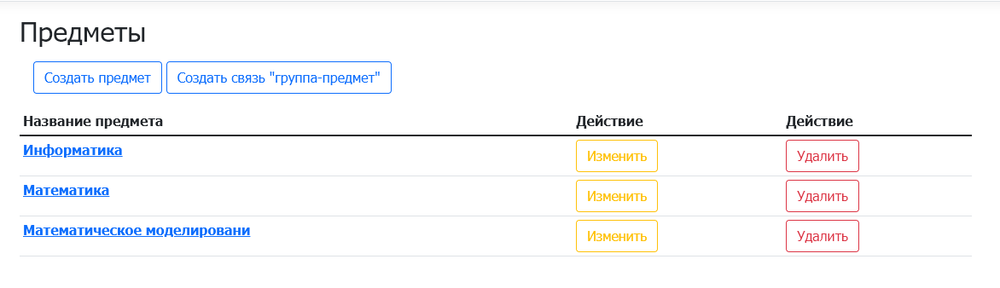 Предметы
Создать предмет Создать связь "группа-предмет"
Название предмета Действие Действие
Информатика Изменить Удалить
Математика Изменить Удалить
Математическое моделировани Изменить Удалить